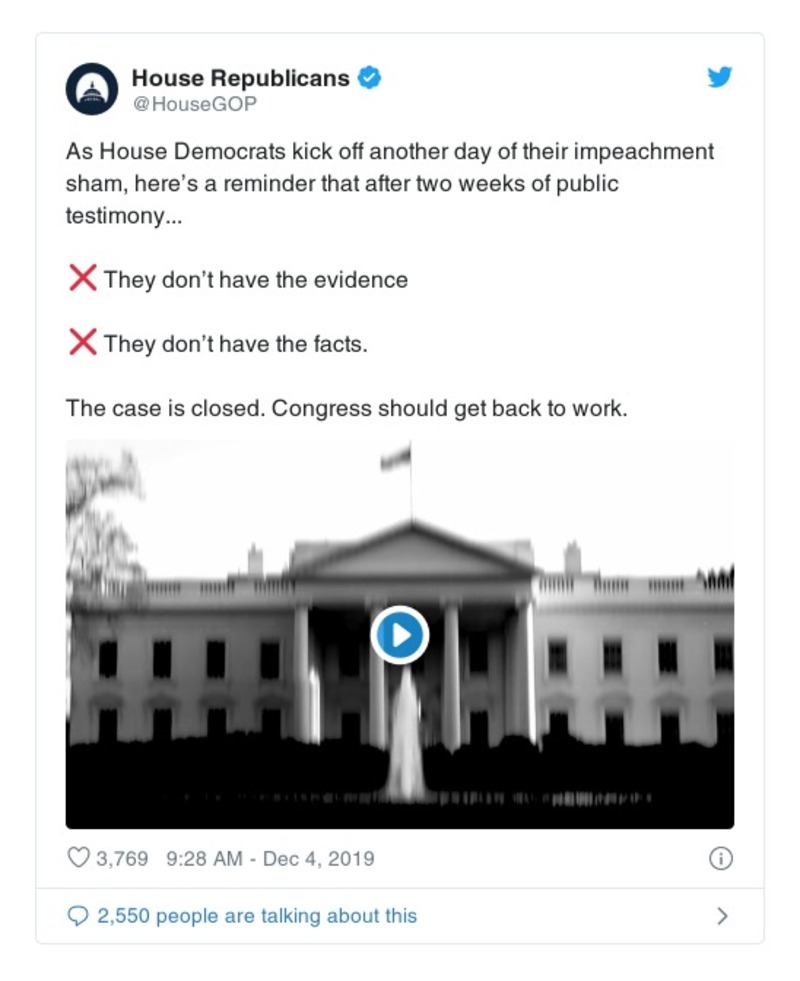 House Republicans
@HouseGOP
As House Democrats kick off another day of their impeachment
sham, here’s a reminder that after two weeks of public
testimony...
❌ They don’t have the evidence
❌ They don’t have the facts.
The case is closed. Congress should get back to work.
3,769 9:28 AM - Dec 4, 2019
2,550 people are talking about this